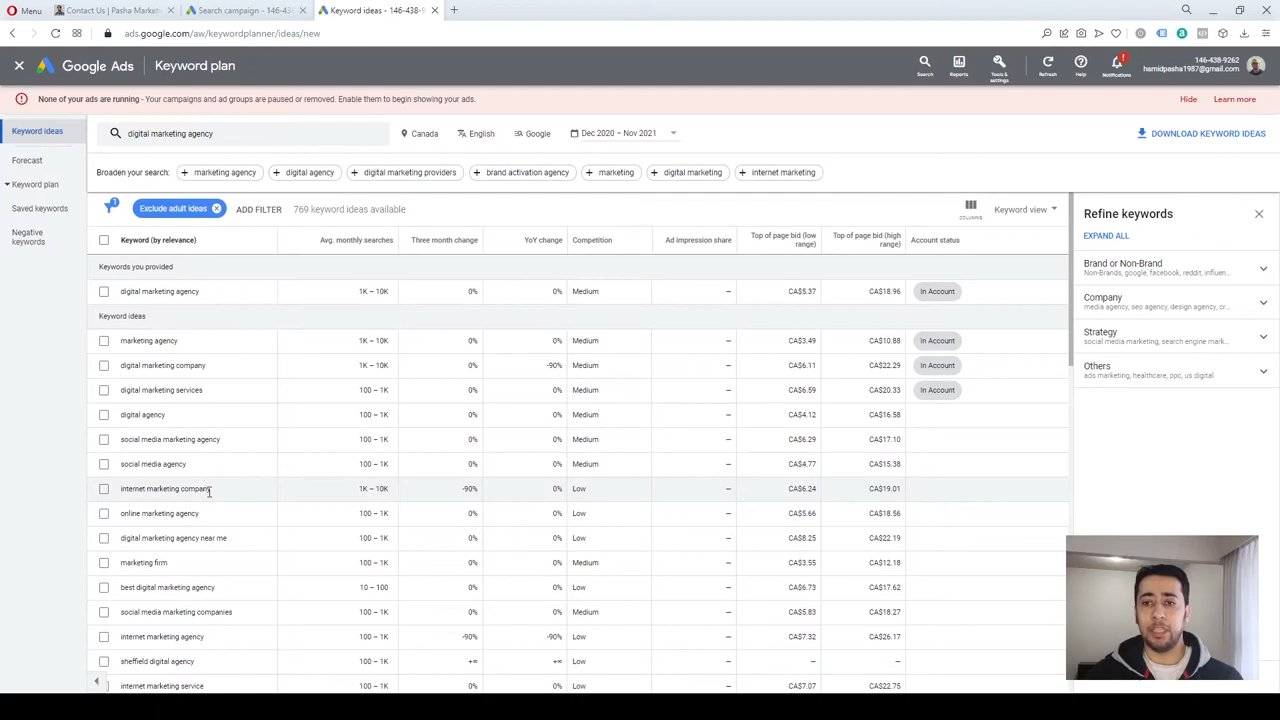 Menu
Contact Us | Pasha Market
Search campaign - 146-438
Keyword ideas - 146-438-9
ads.google.com/aw/keywordplanner/ideas/new
Google Ads
Keyword plan
Search
Reports
Tools & settings
Refresh
Help
Notifications
146-438-9262
hamidpasha1987@gmail.com
None of your ads are running - Your campaigns and ad groups are paused or removed. Enable them to begin showing your ads.
Hide
Learn more
Keyword ideas
Forecast
Keyword plan
Saved keywords
Negative keywords
digital marketing agency
Canada
English
Google
Dec 2020 – Nov 2021
DOWNLOAD KEYWORD IDEAS
Broaden your search:
+ marketing agency
+ digital agency
+ digital marketing providers
+ brand activation agency
+ marketing
+ digital marketing
+ internet marketing
1
Exclude adult ideas
ADD FILTER
769 keyword ideas available
COLUMNS
Keyword view
Keyword (by relevance) Avg. monthly searches Three month change YoY change Competition Ad impression share Top of page bid (low range) Top of page bid (high range) Account status
Keywords you provided
digital marketing agency 1K – 10K 0% 0% Medium – CA$5.37 CA$18.96 In Account
Keyword ideas
marketing agency 1K – 10K 0% 0% Medium – CA$3.49 CA$10.88 In Account
digital marketing company 1K – 10K 0% -90% Medium – CA$6.11 CA$22.29 In Account
digital marketing services 100 – 1K 0% 0% Medium – CA$6.59 CA$20.33 In Account
digital agency 100 – 1K 0% 0% Medium – CA$4.12 CA$16.58
social media marketing agency 100 – 1K 0% 0% Medium – CA$6.29 CA$17.10
social media agency 100 – 1K 0% 0% Medium – CA$4.77 CA$15.38
internet marketing company 1K – 10K -90% 0% Low – CA$6.24 CA$19.01
online marketing agency 100 – 1K 0% 0% Low – CA$5.66 CA$18.56
digital marketing agency near me 100 – 1K 0% 0% Low – CA$8.25 CA$22.19
marketing firm 100 – 1K 0% 0% Low – CA$3.55 CA$12.18
best digital marketing agency 10 – 100 0% 0% Low – CA$6.73 CA$17.62
social media marketing companies 100 – 1K 0% 0% Medium – CA$5.83 CA$18.27
internet marketing agency 100 – 1K -90% -90% Low – CA$7.32 CA$26.17
sheffield digital agency 100 – 1K +∞ +∞ Low – – –
internet marketing service 100 – 1K 0% 0% Low – CA$7.07 CA$22.75
Refine keywords
EXPAND ALL
Brand or Non-Brand
Non-Brands, google, facebook, reddit, influen...
Company
media agency, seo agency, design agency, cr...
Strategy
social media marketing, search engine mark...
Others
ads marketing, healthcare, ppc, us digital